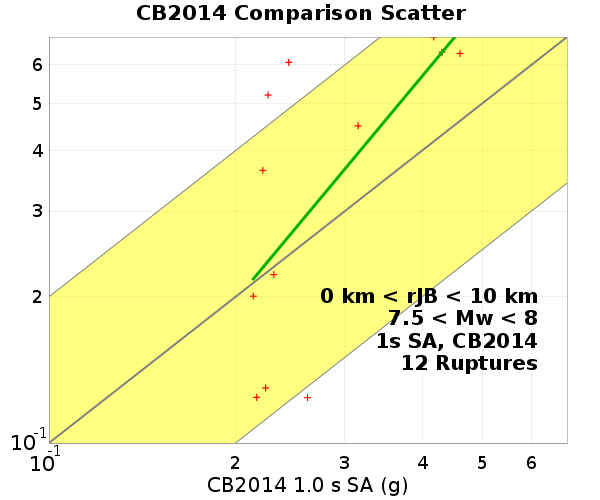 CB2014 Comparison Scatter
6
5
4
3
2
10-1
0 km < rJB < 10 km
7.5 < Mw < 8
1s SA, CB2014
12 Ruptures
10-1 2 3 4 5 6
CB2014 1.0 s SA (g)